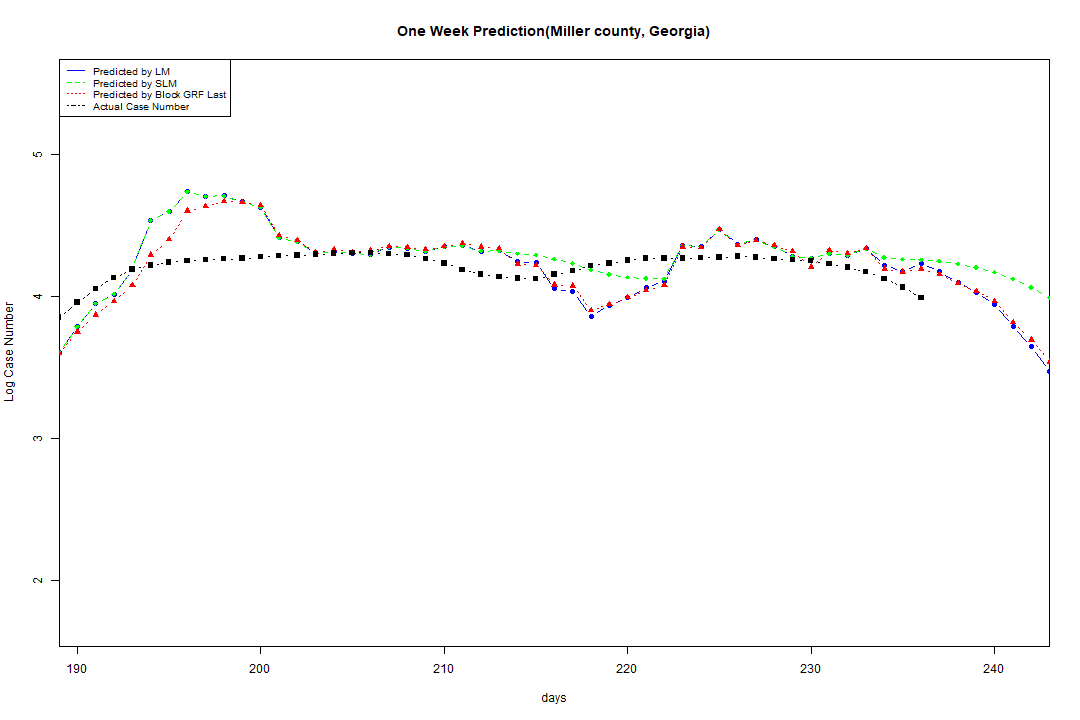 One Week Prediction(Miller county, Georgia)
Predicted by LM
Predicted by SLM
Predicted by Block GRF Last
Actual Case Number
5
4
3
2
Log Case Number
190 200 210 220 230 240
days